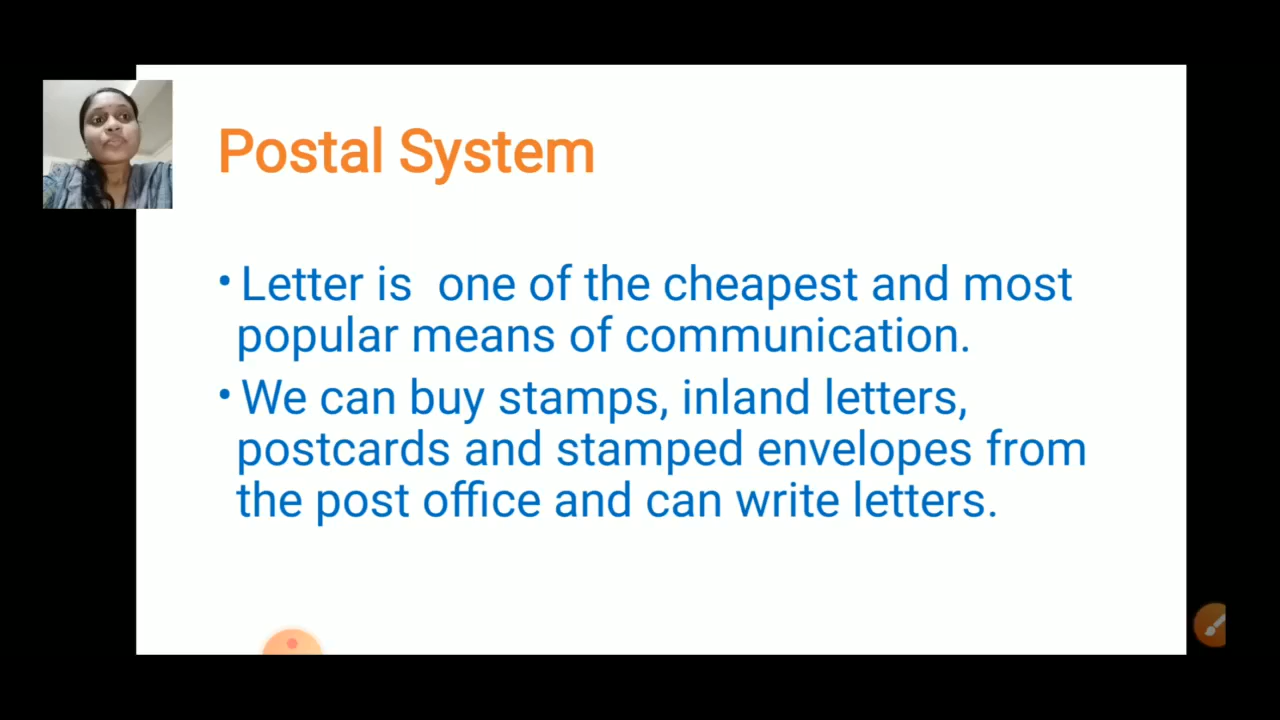 Postal System
• Letter is one of the cheapest and most
popular means of communication.
• We can buy stamps, inland letters,
postcards and stamped envelopes from
the post office and can write letters.